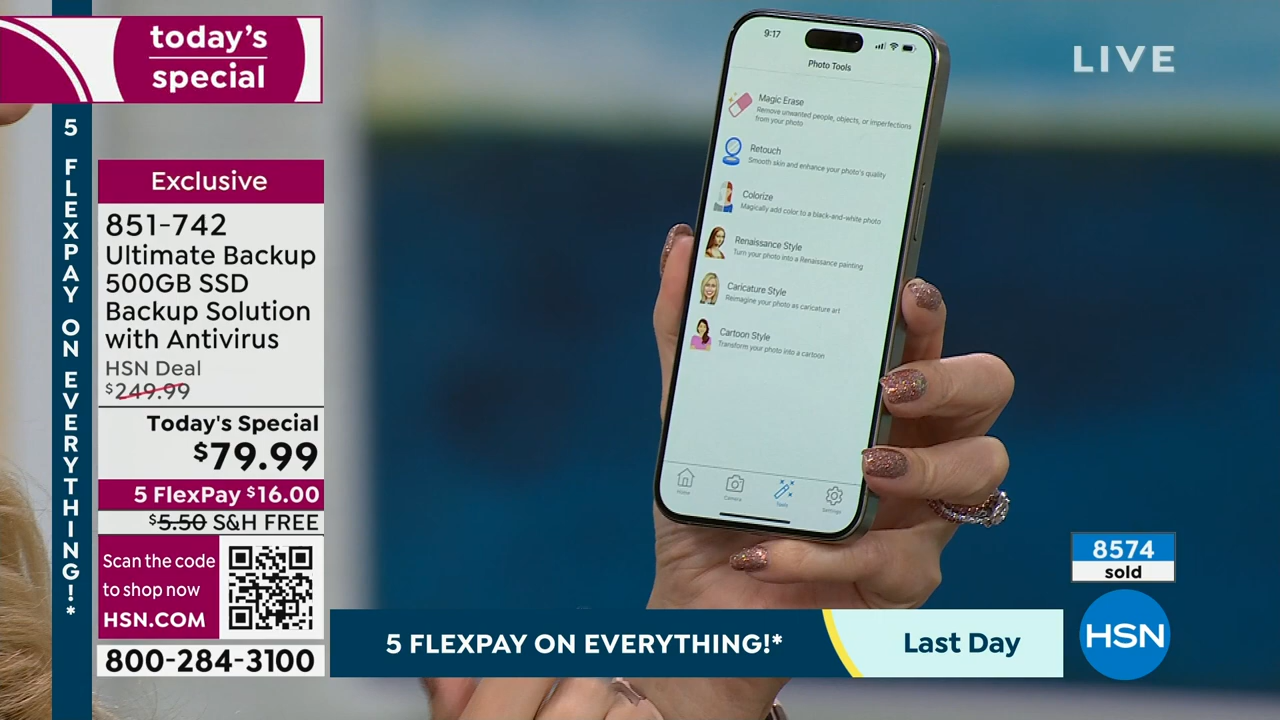 today's
special
5 FLEXPAY ON EVERYTHING!*
Exclusive
851-742
Ultimate Backup
500GB SSD
Backup Solution
with Antivirus
HSN Deal
$249.99
Today's Special
$79.99
5 FlexPay $16.00
$5.50 S&H FREE
Scan the code
to shop now
HSN.COM
800-284-3100
9:17
Photo Tools
Magic Erase
Remove unwanted people, objects, or imperfections
from your photo
Retouch
Smooth skin and enhance your photo's quality
Colorize
Magically add color to a black-and-white photo
Renaissance Style
Turn your photo into a Renaissance painting
Caricature Style
Reimagine your photo as caricature art
Cartoon Style
Transform your photo into a cartoon
Home
Camera
Tools
Settings
LIVE
8574
sold
HSN
5 FLEXPAY ON EVERYTHING!*
Last Day